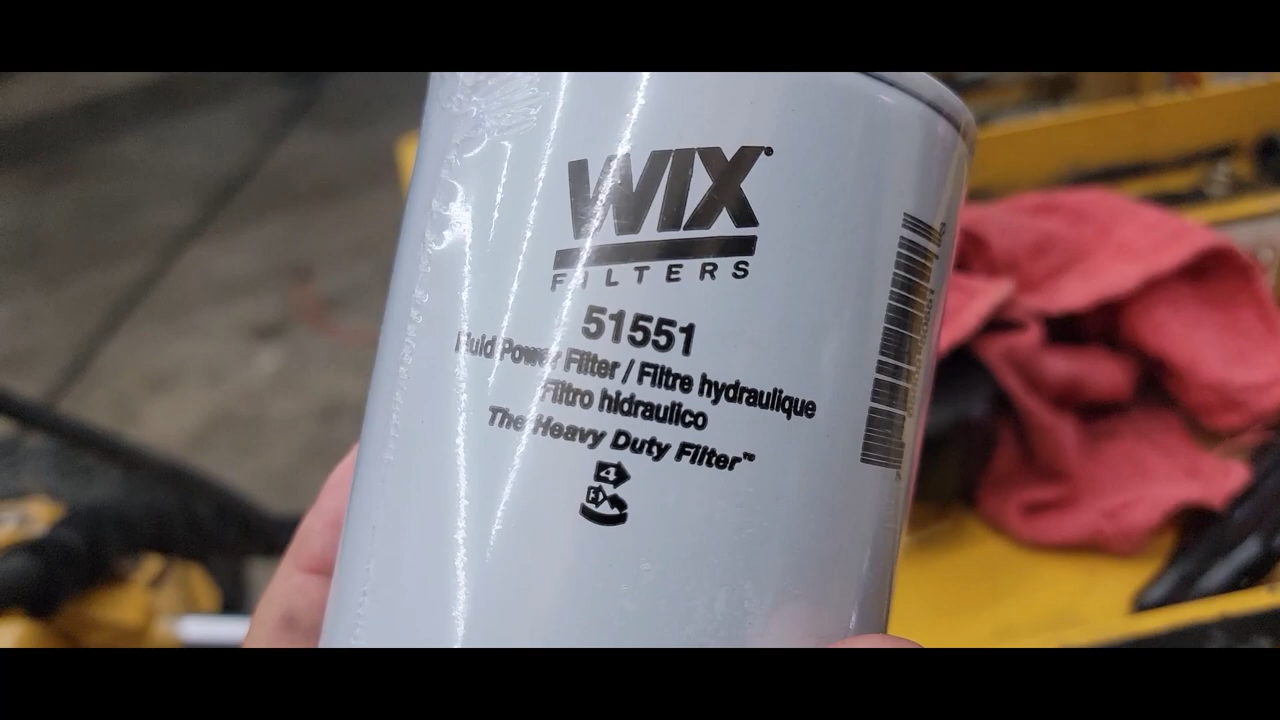 WIX
FILTERS
51551
Fluid Power Filter / Filtre hydraulique
Filtro hidraulico
The Heavy Duty Filter™
4